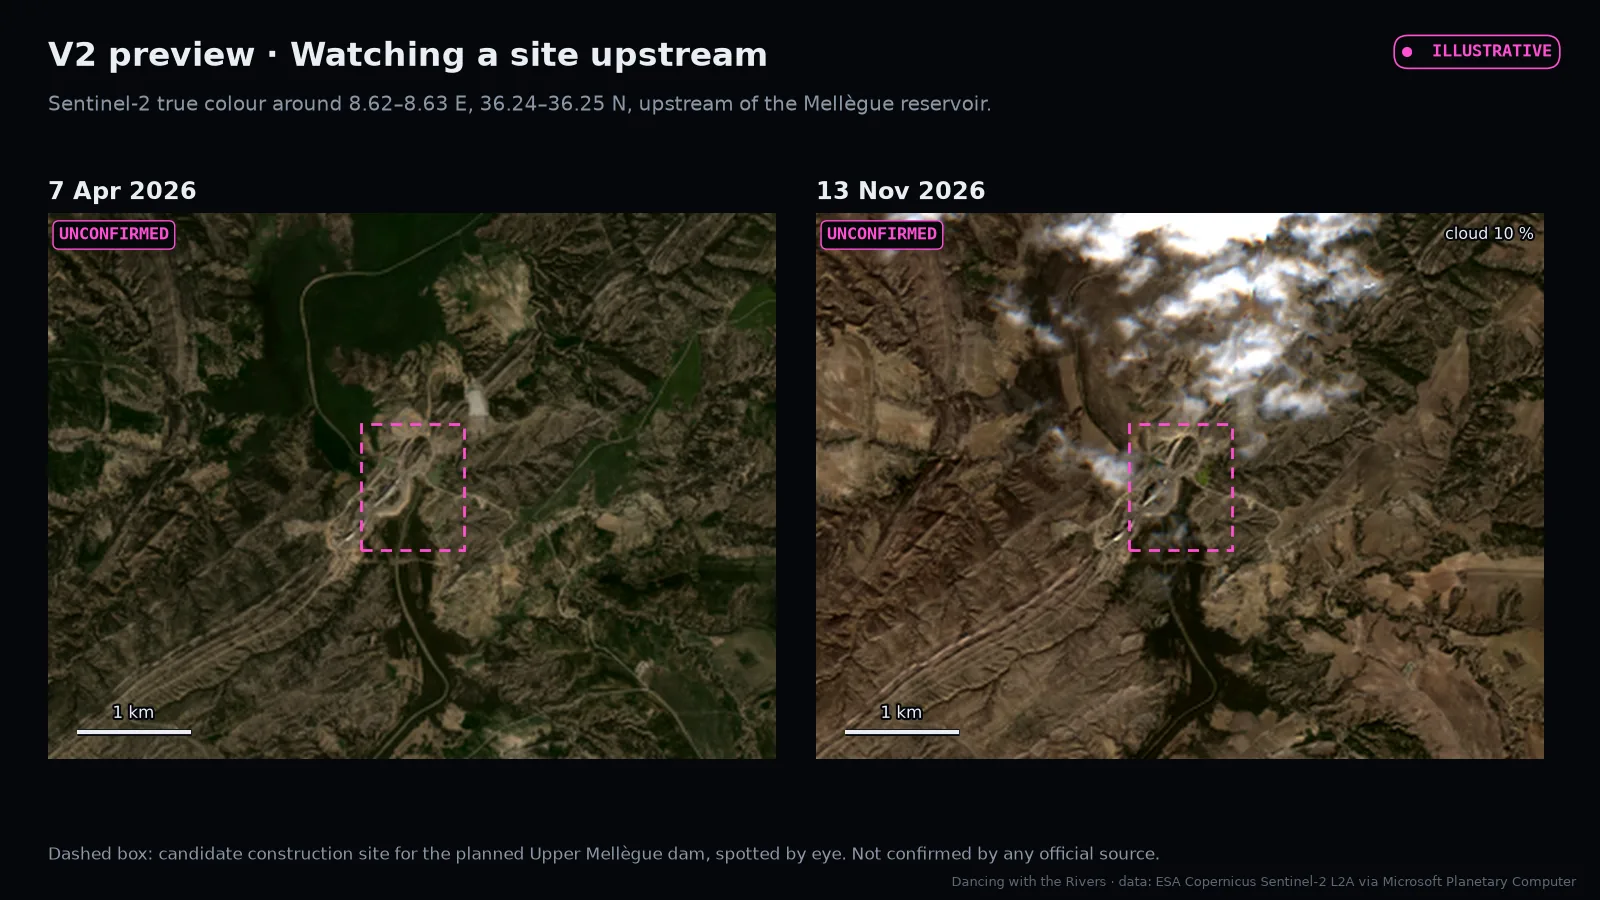 V2 preview · Watching a site upstream
ILLUSTRATIVE
Sentinel-2 true colour around 8.62–8.63 E, 36.24–36.25 N, upstream of the Mellègue reservoir.
7 Apr 2026
13 Nov 2026
UNCONFIRMED
UNCONFIRMED
cloud 10 %
1 km
1 km
Dashed box: candidate construction site for the planned Upper Mellègue dam, spotted by eye. Not confirmed by any official source.
Dancing with the Rivers · data: ESA Copernicus Sentinel-2 L2A via Microsoft Planetary Computer